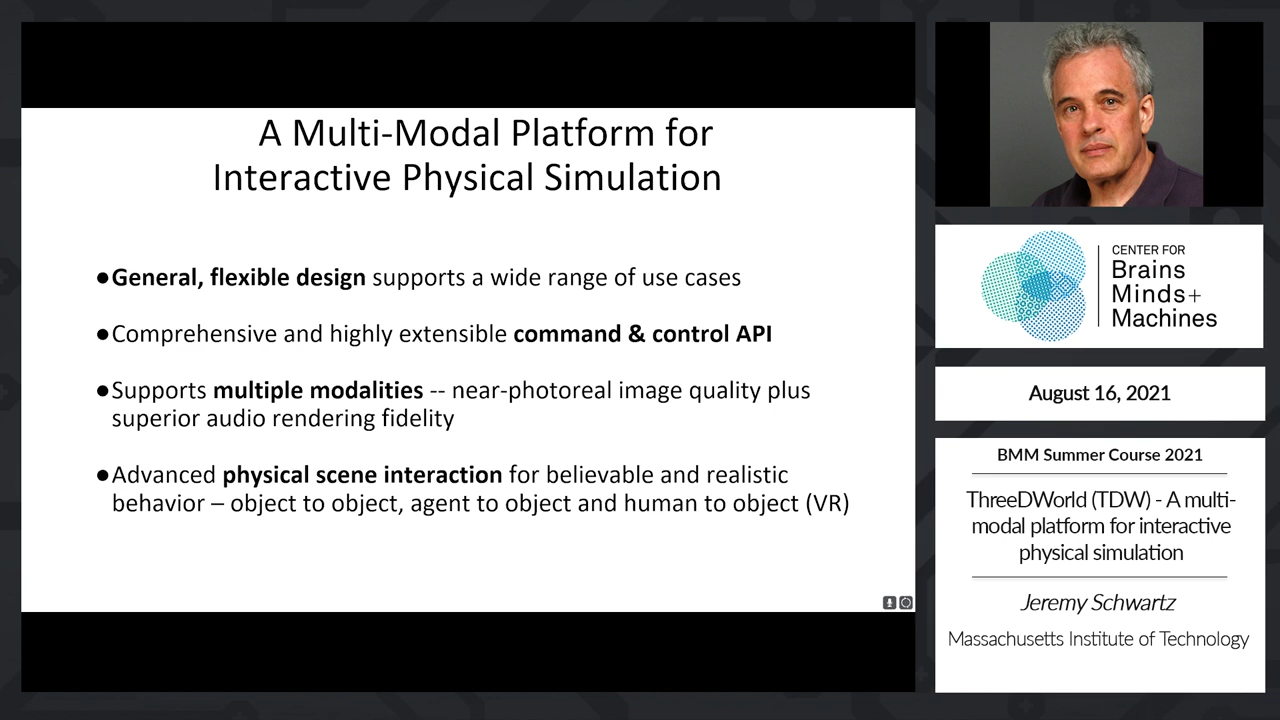 A Multi-Modal Platform for
Interactive Physical Simulation
●General, flexible design supports a wide range of use cases
●Comprehensive and highly extensible command & control API
●Supports multiple modalities -- near-photoreal image quality plus
superior audio rendering fidelity
●Advanced physical scene interaction for believable and realistic
behavior – object to object, agent to object and human to object (VR)
CENTER FOR
Brains
Minds+
Machines
August 16, 2021
BMM Summer Course 2021
ThreeDWorld (TDW) - A multi-
modal platform for interactive
physical simulation
Jeremy Schwartz
Massachusetts Institute of Technology